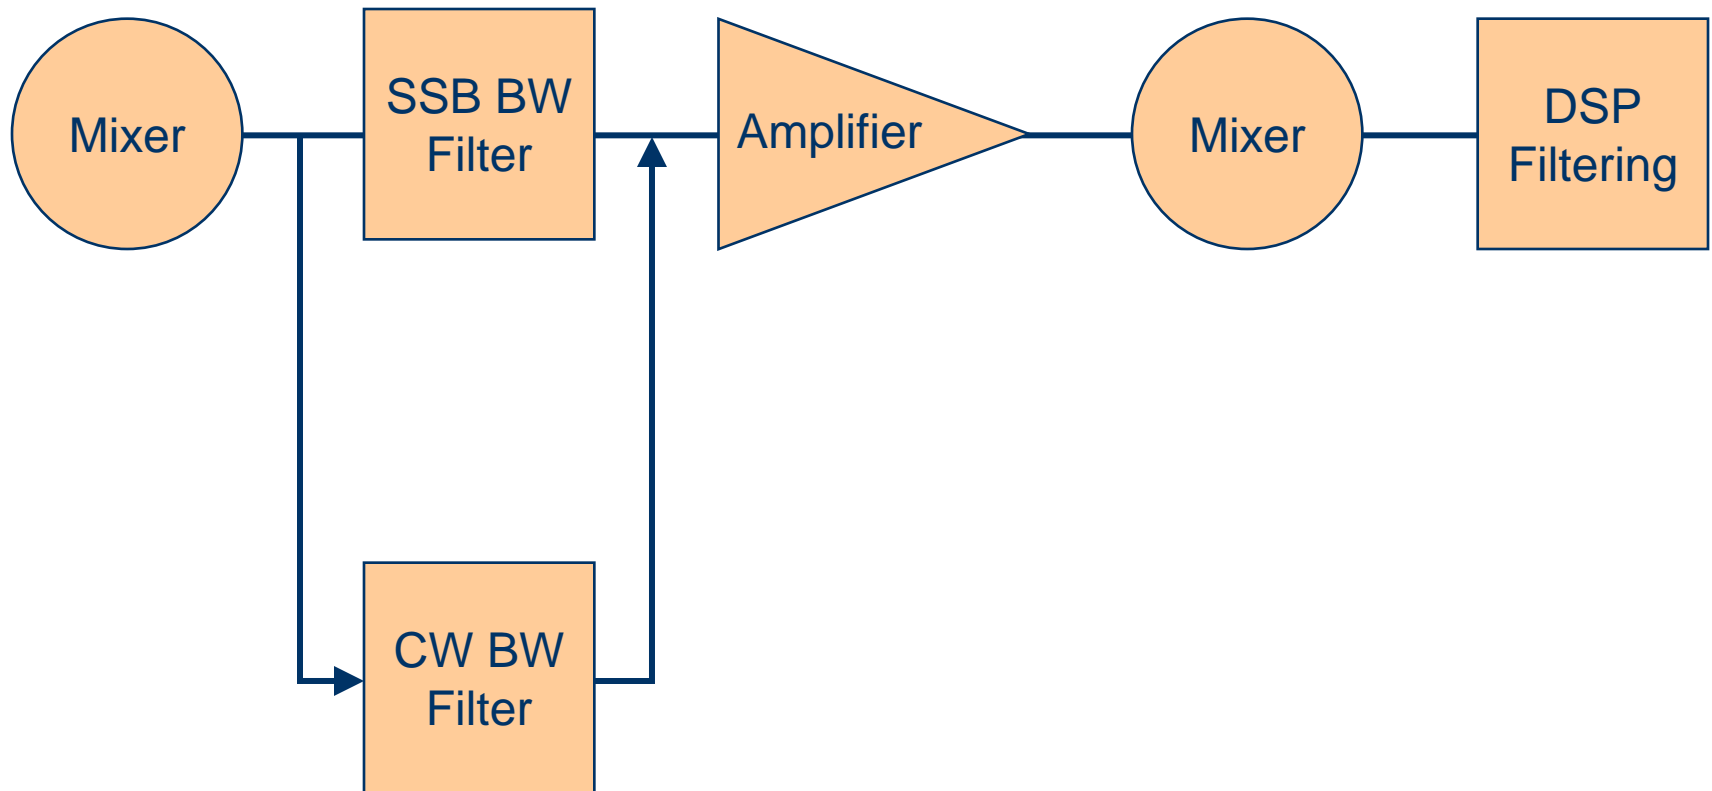 Mixer
SSB BW
Filter
Amplifier
Mixer
DSP
Filtering
CW BW
Filter